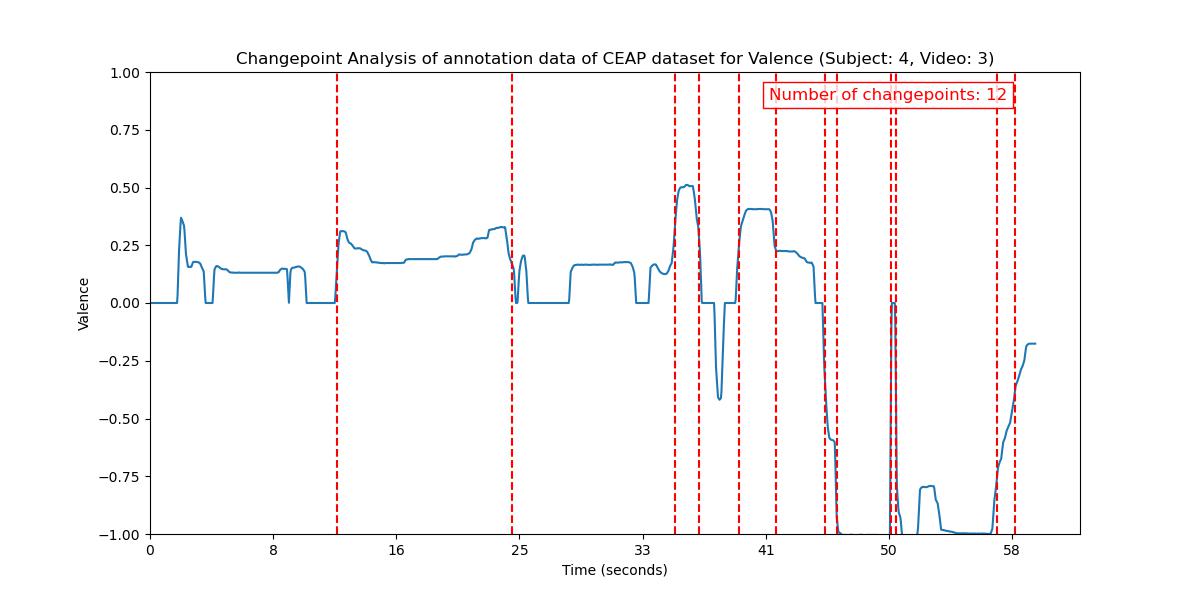 Changepoint Analysis of annotation data of CEAP dataset for Valence (Subject: 4, Video: 3)
Number of changepoints: 12
1.00
0.75
0.50
0.25
0.00
−0.25
−0.50
−0.75
−1.00
Valence
0 8 16 25 33 41 50 58
Time (seconds)